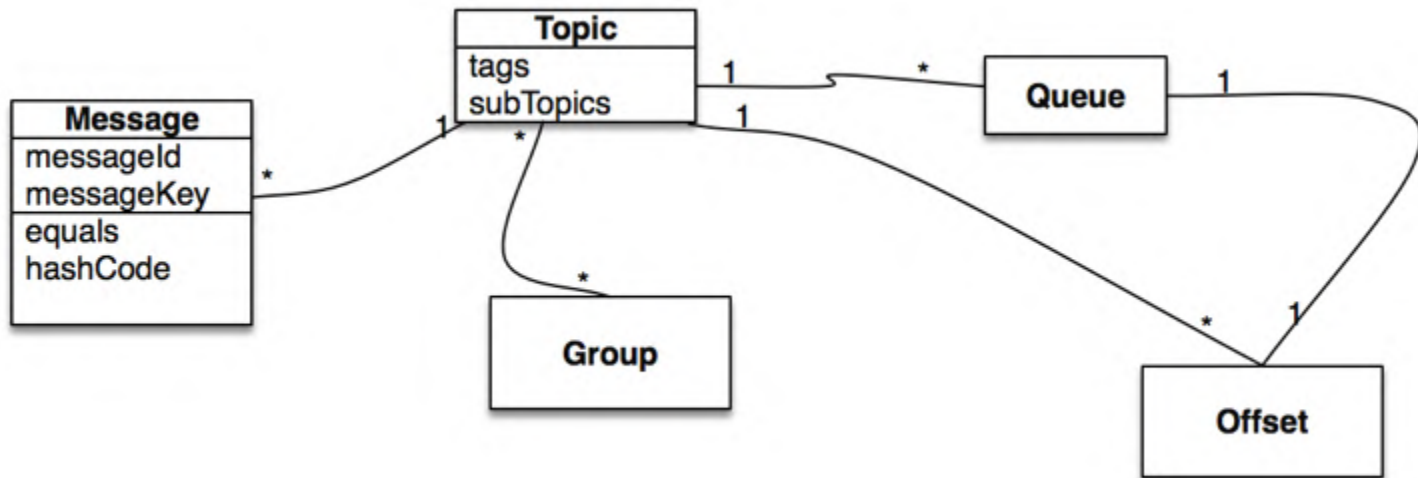 Topic
tags
subTopics
Message
messageId
messageKey
equals
hashCode
Group
Queue
Offset
*
1
*
*
1
*
1
*
1
1